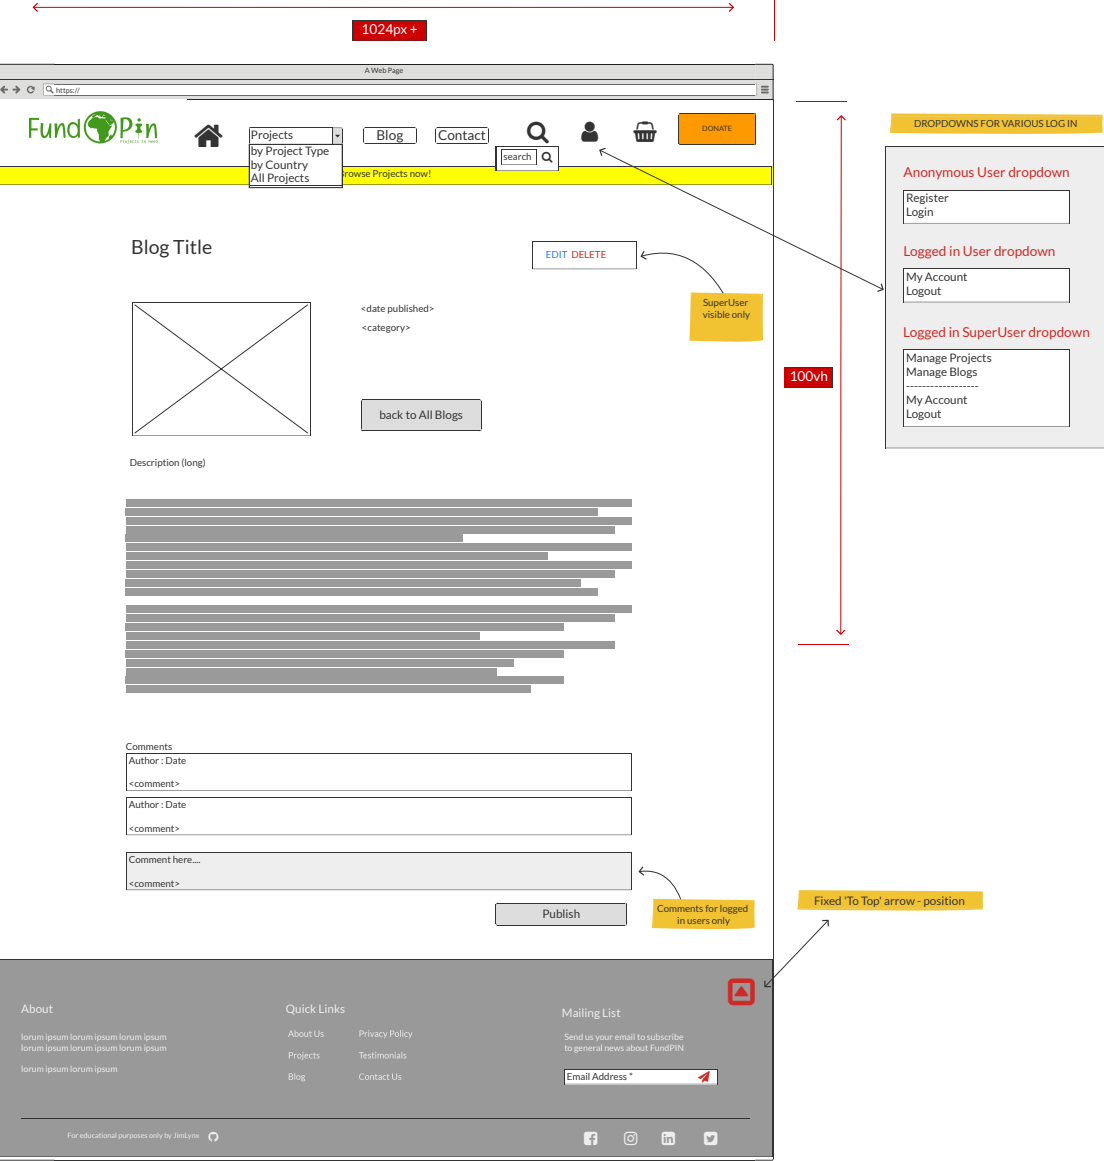 1024px +
A Web Page
https://
FundPin
Projects in Need
Projects
by Project Type
by Country
All Projects
Blog
Contact
search
DONATE
Browse Projects now!
DROPDOWNS FOR VARIOUS LOG IN
Anonymous User dropdown
Register
Login
Logged in User dropdown
My Account
Logout
Logged in SuperUser dropdown
Manage Projects
Manage Blogs
------------------
My Account
Logout
Blog Title
EDIT DELETE
SuperUser
visible only
<date published>
<category>
100vh
back to All Blogs
Description (long)
Comments
Author : Date
<comment>
Author : Date
<comment>
Comment here....
<comment>
Publish
Comments for logged
in users only
Fixed 'To Top' arrow - position
About
lorum ipsum lorum ipsum lorum ipsum
lorum ipsum lorum ipsum lorum ipsum
lorum ipsum lorum ipsum
Quick Links
About Us
Privacy Policy
Projects
Testimonials
Blog
Contact Us
Mailing List
Send us your email to subscribe
to general news about FundPIN
Email Address *
For educational purposes only by JimLynx